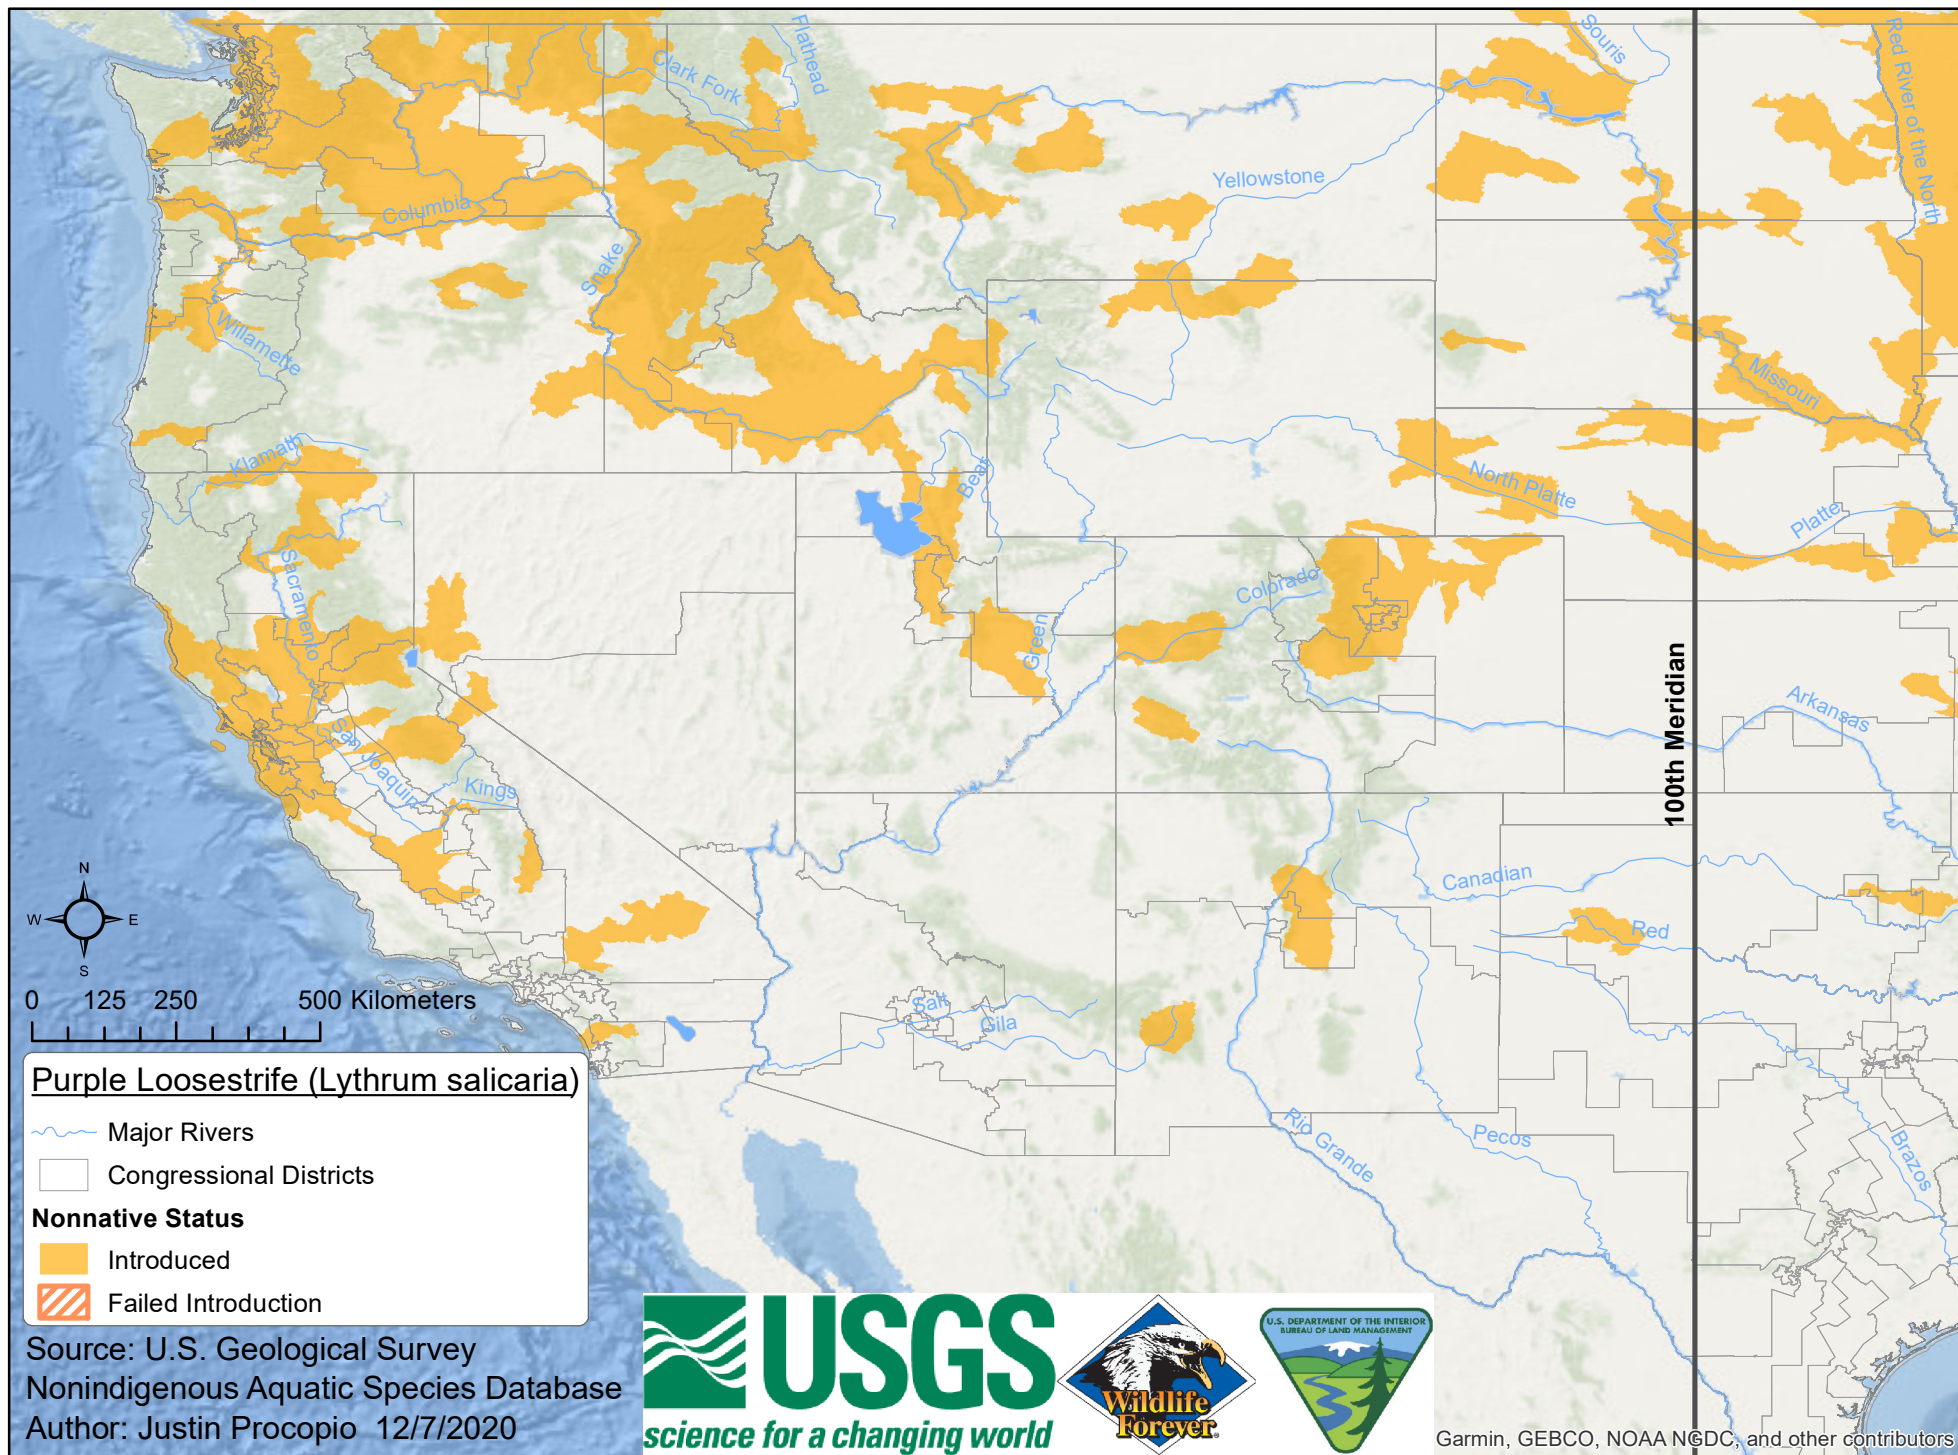 Flathead
Clark Fork
Souris
Red River of the North
Yellowstone
Columbia
Snake
Willamette
Missouri
Klamath
Bear
North Platte
Platte
Sacramento
Colorado
Green
100th Meridian
Arkansas
San Joaquin
Kings
Canadian
Red
Salt
Gila
Rio Grande
Pecos
Brazos
N
W E
S
0 125 250 500 Kilometers
Purple Loosestrife (Lythrum salicaria)
Major Rivers
Congressional Districts
Nonnative Status
Introduced
Failed Introduction
Source: U.S. Geological Survey
Nonindigenous Aquatic Species Database
Author: Justin Procopio 12/7/2020
USGS
science for a changing world
Wildlife
Forever
U.S. DEPARTMENT OF THE INTERIOR
BUREAU OF LAND MANAGEMENT
Garmin, GEBCO, NOAA NGDC, and other contributors